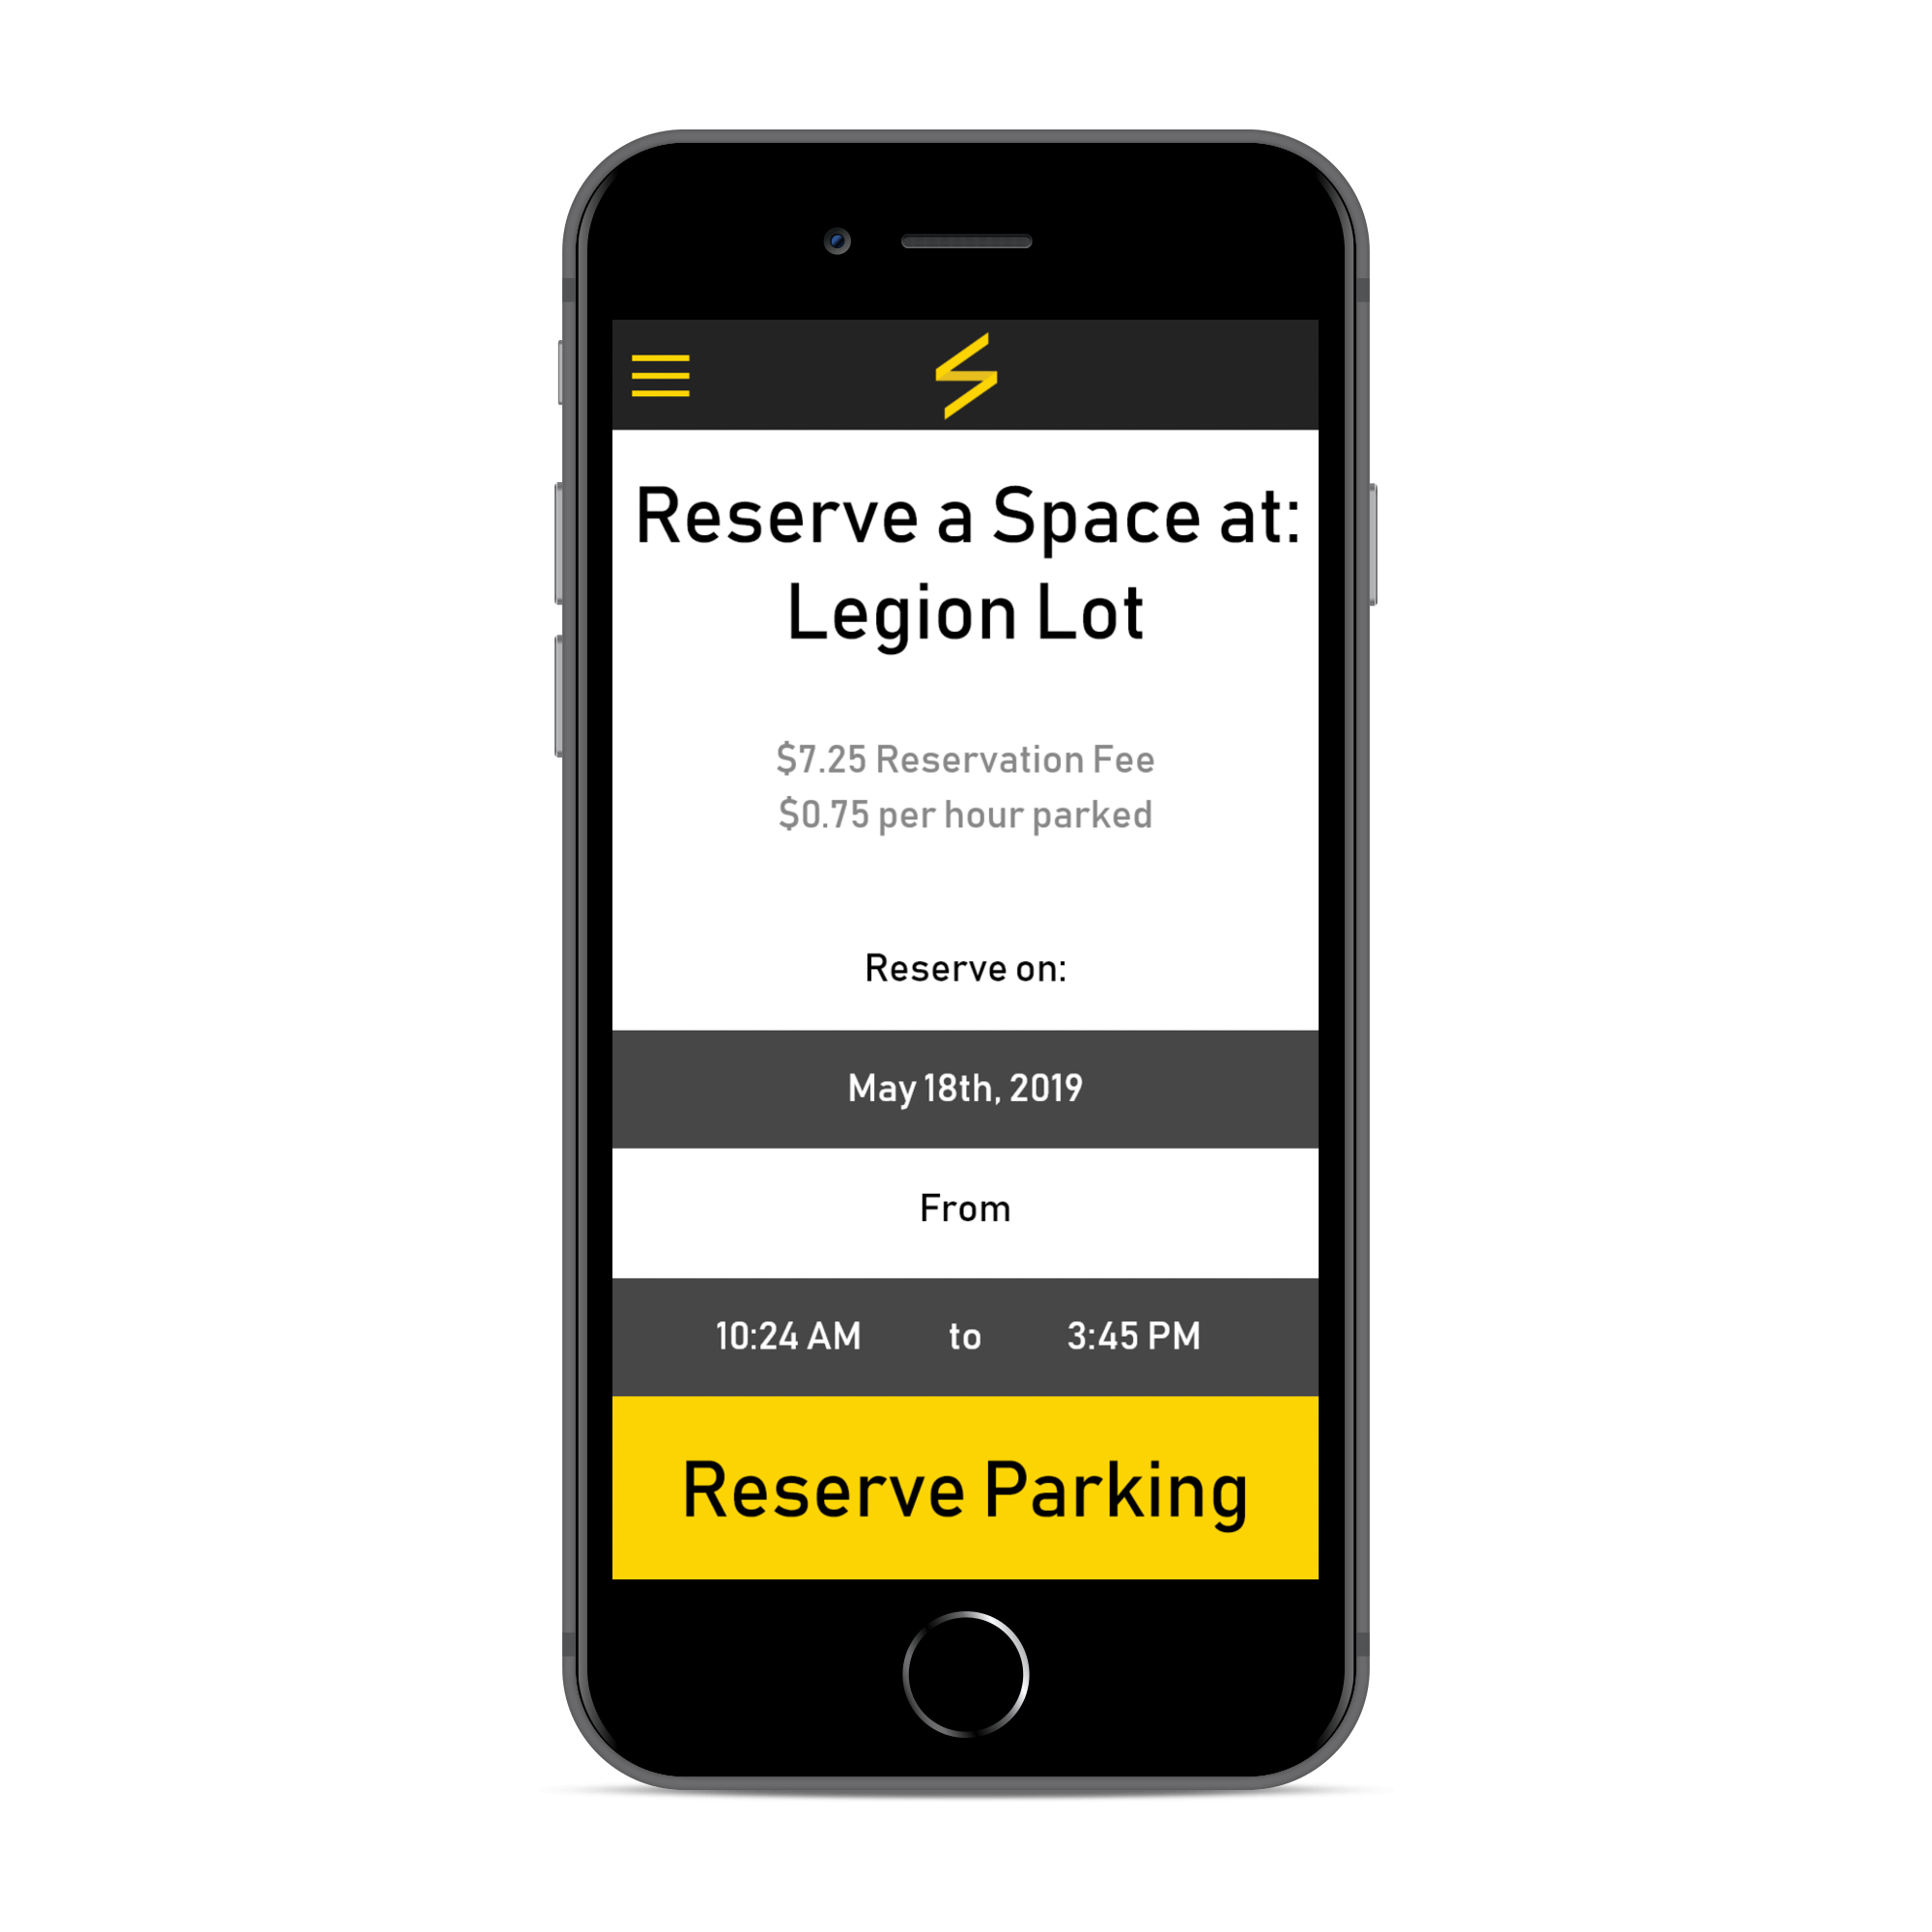 Reserve a Space at:
Legion Lot
$7.25 Reservation Fee
$0.75 per hour parked
Reserve on:
May 18th, 2019
From
10:24 AM to 3:45 PM
Reserve Parking